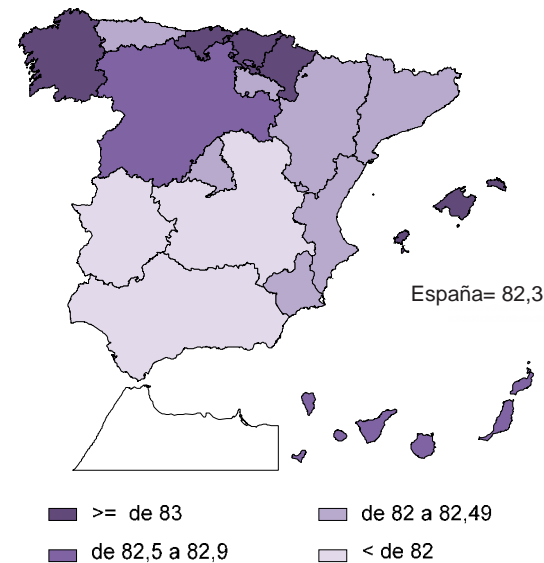 España= 82,3
>= de 83
de 82 a 82,49
de 82,5 a 82,9
< de 82